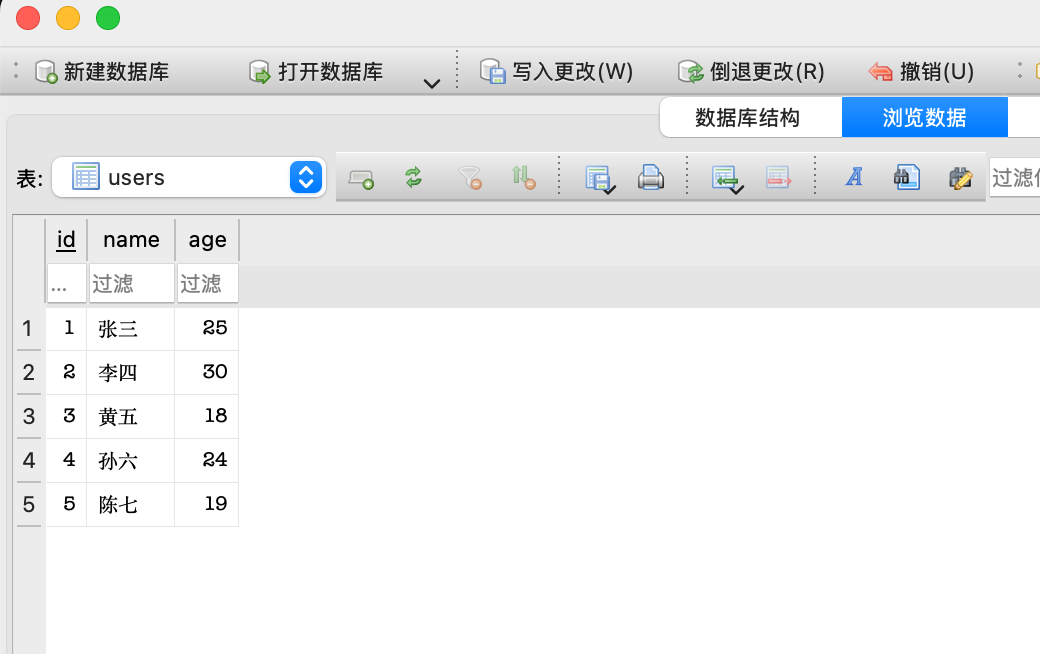 新建数据库 打开数据库 写入更改(W) 倒退更改(R) 撤销(U)
数据库结构 浏览数据
表: users
id name age
... 过滤 过滤
1 1 张三 25
2 2 李四 30
3 3 黄五 18
4 4 孙六 24
5 5 陈七 19